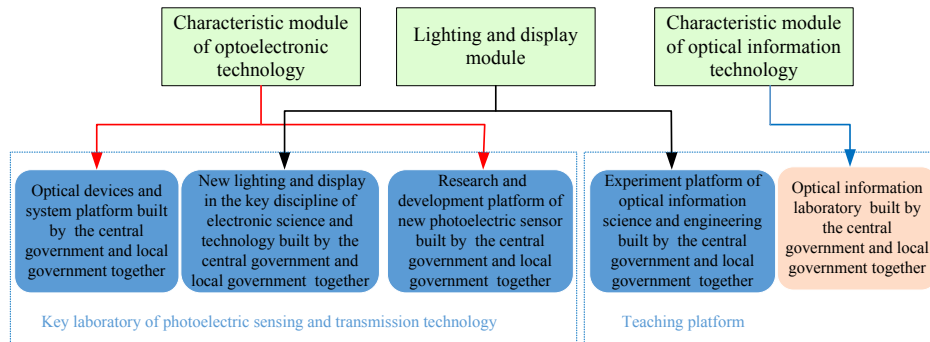 Characteristic module
of optoelectronic
technology
Lighting and display
module
Characteristic module
of optical information
technology
Optical devices and
system platform built
by the central
government and local
government together
New lighting and display
in the key discipline of
electronic science and
technology built by the
central government and
local government together
Research and
development platform of
new photoelectric sensor
built by the central
government and local
government together
Experiment platform of
optical information
science and engineering
built by the central
government and local
government together
Optical information
laboratory built by
the central
government and local
government together
Key laboratory of photoelectric sensing and transmission technology
Teaching platform